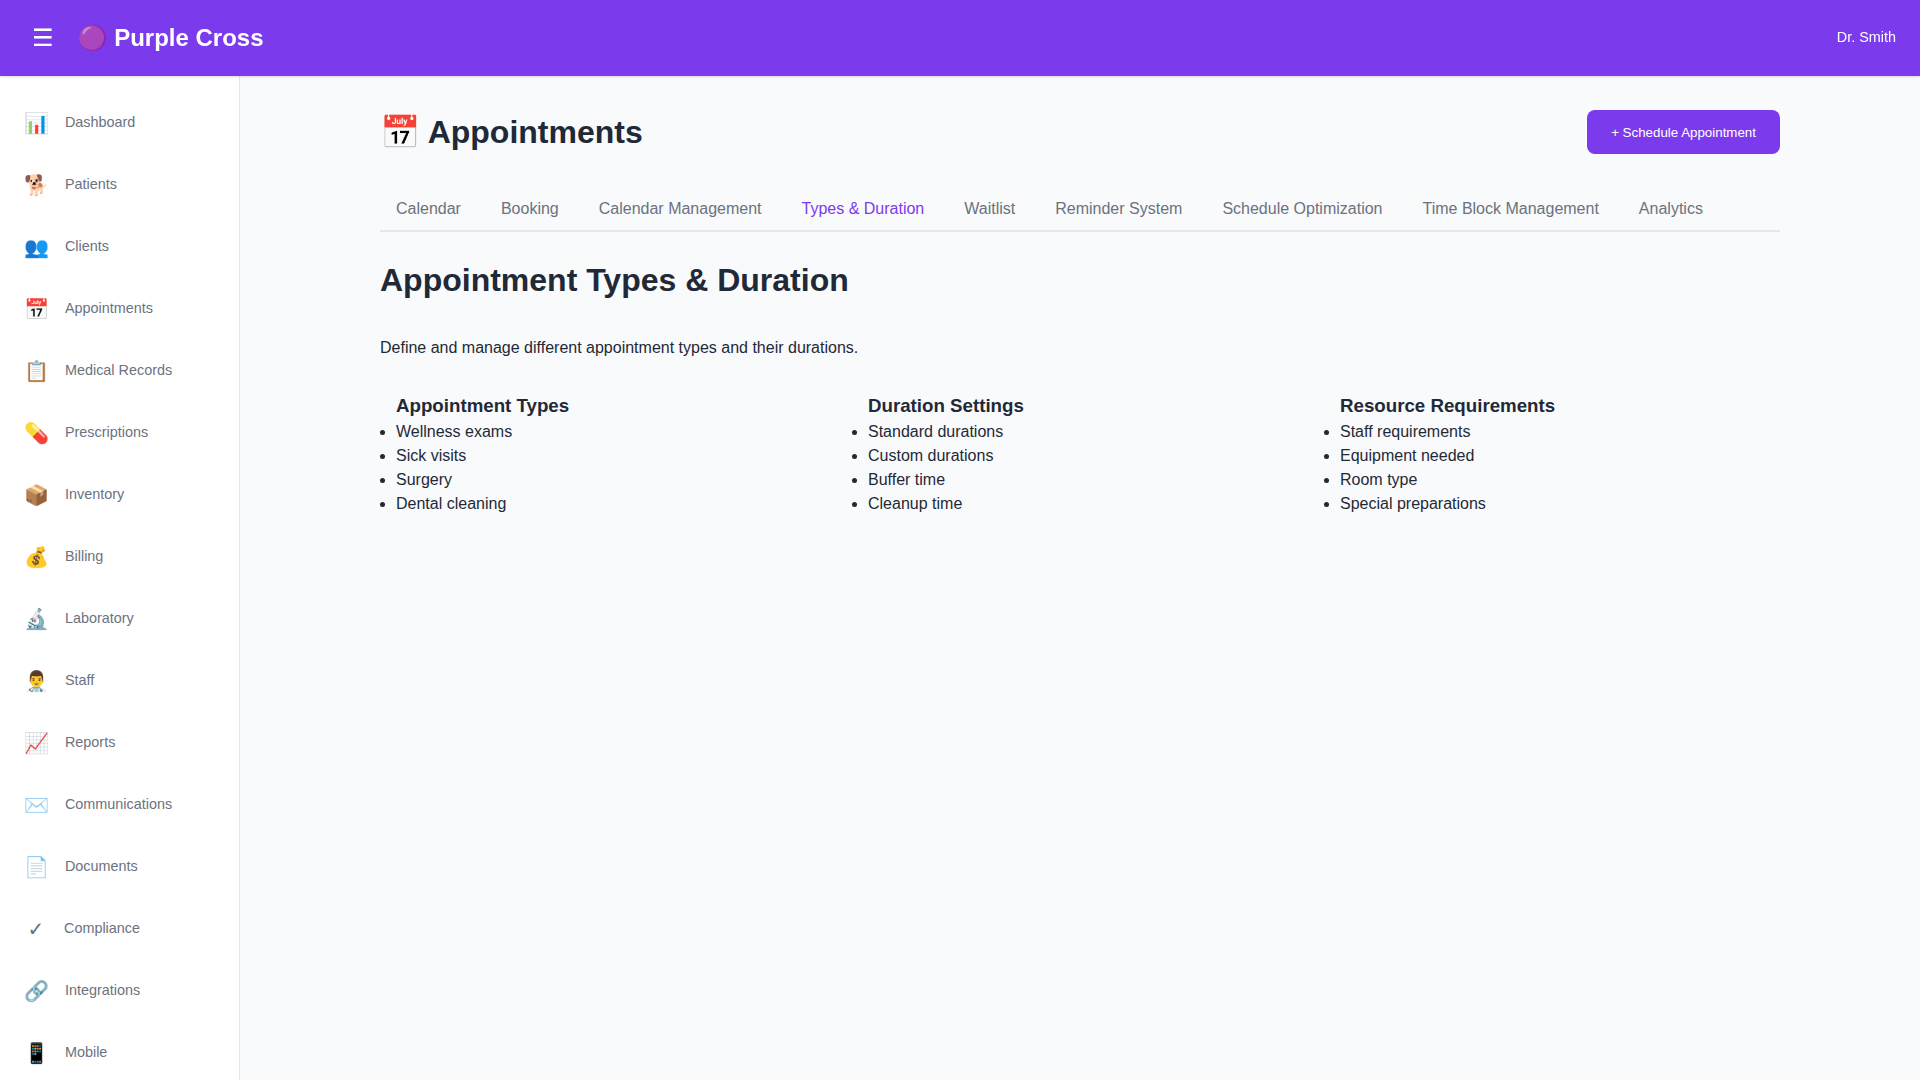 ☰ 🟣 Purple Cross
Dr. Smith
Dashboard
Patients
Clients
Appointments
Medical Records
Prescriptions
Inventory
Billing
Laboratory
Staff
Reports
Communications
Documents
✓ Compliance
Integrations
Mobile
📅 Appointments
+ Schedule Appointment
Calendar Booking Calendar Management Types & Duration Waitlist Reminder System Schedule Optimization Time Block Management Analytics
Appointment Types & Duration
Define and manage different appointment types and their durations.
Appointment Types
• Wellness exams
• Sick visits
• Surgery
• Dental cleaning
Duration Settings
• Standard durations
• Custom durations
• Buffer time
• Cleanup time
Resource Requirements
• Staff requirements
• Equipment needed
• Room type
• Special preparations